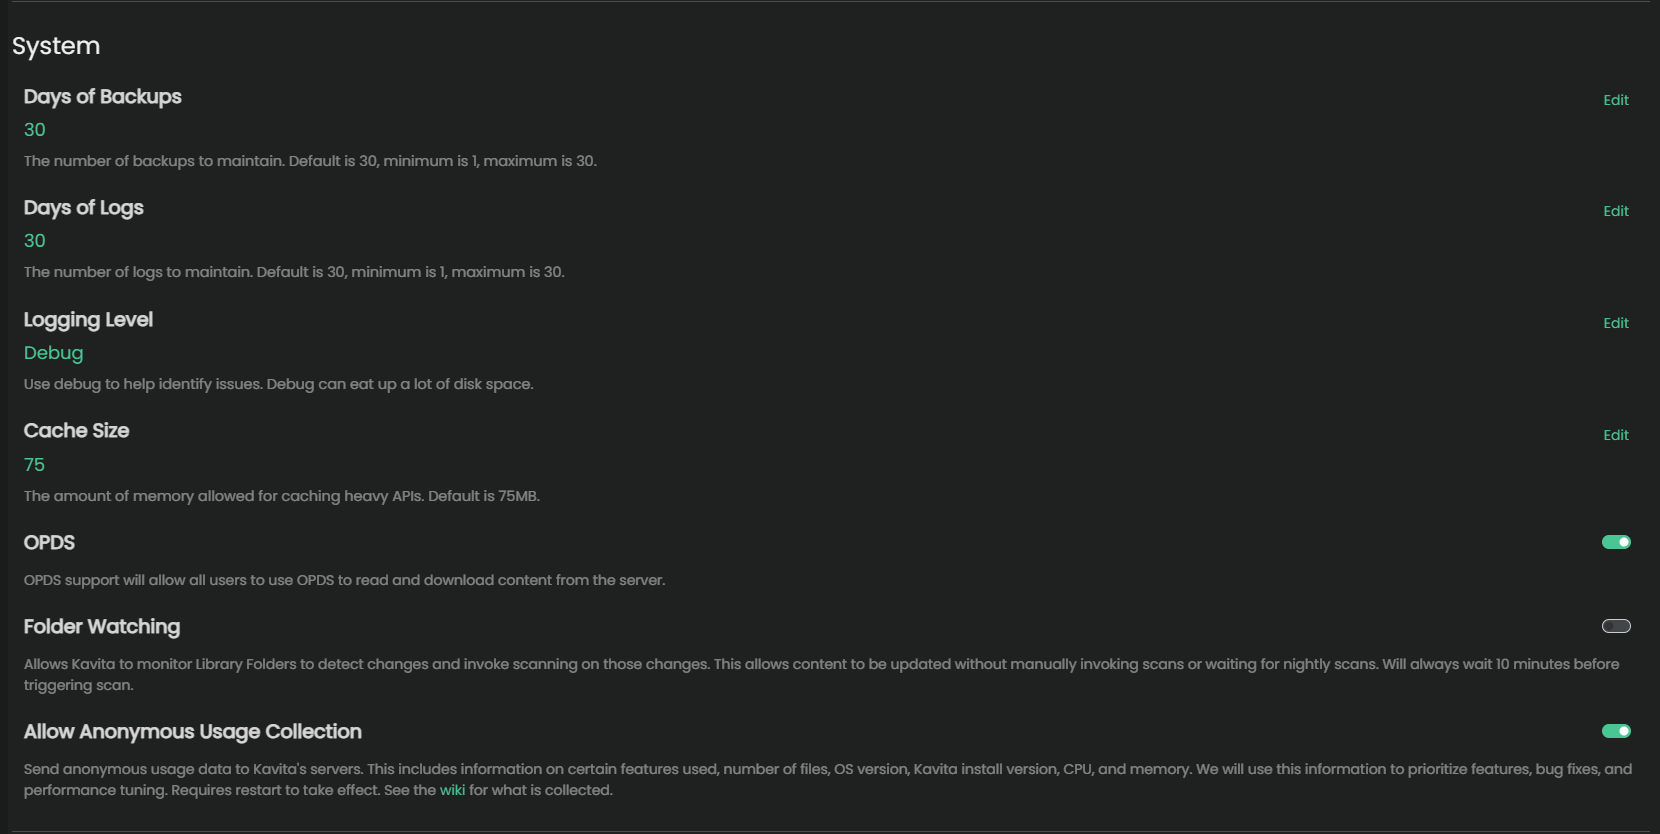 System
Days of Backups
Edit
30
The number of backups to maintain. Default is 30, minimum is 1, maximum is 30.
Days of Logs
Edit
30
The number of logs to maintain. Default is 30, minimum is 1, maximum is 30.
Logging Level
Edit
Debug
Use debug to help identify issues. Debug can eat up a lot of disk space.
Cache Size
Edit
75
The amount of memory allowed for caching heavy APIs. Default is 75MB.
OPDS
OPDS support will allow all users to use OPDS to read and download content from the server.
Folder Watching
Allows Kavita to monitor Library Folders to detect changes and invoke scanning on those changes. This allows content to be updated without manually invoking scans or waiting for nightly scans. Will always wait 10 minutes before
triggering scan.
Allow Anonymous Usage Collection
Send anonymous usage data to Kavita's servers. This includes information on certain features used, number of files, OS version, Kavita install version, CPU, and memory. We will use this information to prioritize features, bug fixes, and
performance tuning. Requires restart to take effect. See the wiki for what is collected.